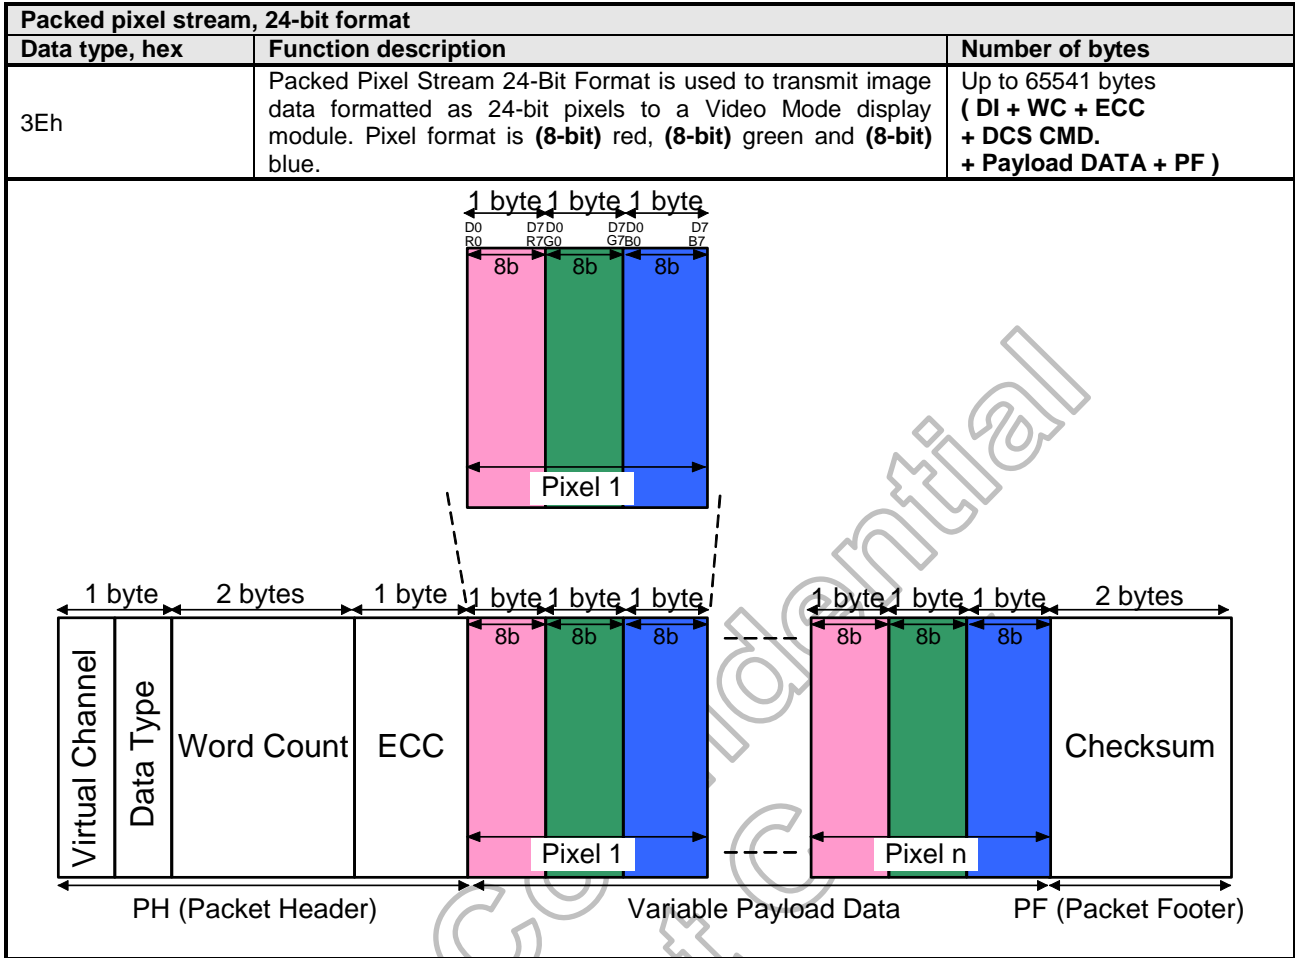 Packed pixel stream, 24-bit format
Data type, hex Function description Number of bytes
3Eh
Packed Pixel Stream 24-Bit Format is used to transmit image
data formatted as 24-bit pixels to a Video Mode display
module. Pixel format is (8-bit) red, (8-bit) green and (8-bit)
blue.
Up to 65541 bytes
( DI + WC + ECC
+ DCS CMD.
+ Payload DATA + PF )
1 byte 1 byte 1 byte
D0 D7 D0 D7 D0 D7
R0 R7 G0 G7 B0 B7
8b 8b 8b
Pixel 1
1 byte 2 bytes 1 byte 1 byte 1 byte 1 byte 1 byte 1 byte 1 byte 2 bytes
8b 8b 8b 8b 8b 8b
Virtual Channel
Data Type
Word Count ECC Checksum
Pixel 1 Pixel n
PH (Packet Header) Variable Payload Data PF (Packet Footer)